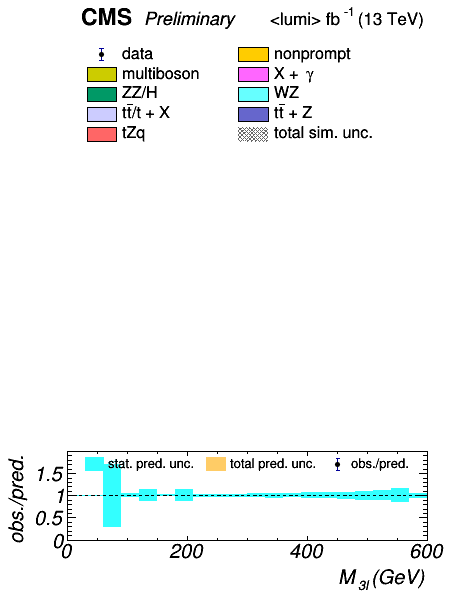 CMS Preliminary <lumi> fb⁻¹ (13 TeV)
data nonprompt
multiboson X + γ
ZZ/H WZ
tt̄/t + X tt̄ + Z
tZq total sim. unc.
obs./pred.
stat. pred. unc. total pred. unc. obs./pred.
1.5
1
0.5
0
0 200 400 600
M₃ₗ (GeV)